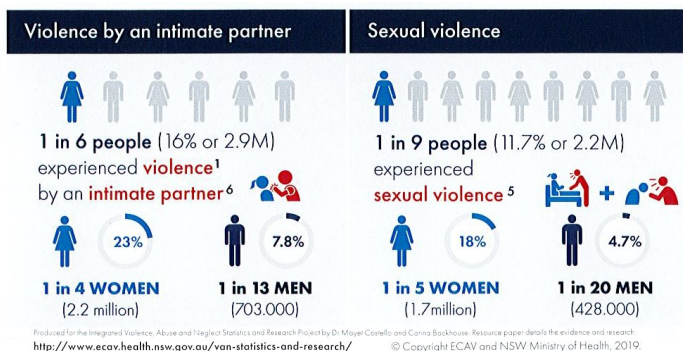 Violence by an intimate partner
1 in 6 people (16% or 2.9M)
experienced violence¹
by an intimate partner⁶
23%
7.8%
1 in 4 WOMEN
(2.2 million)
1 in 13 MEN
(703.000)
Sexual violence
1 in 9 people (11.7% or 2.2M)
experienced
sexual violence ⁵
18%
4.7%
1 in 5 WOMEN
(1.7million)
1 in 20 MEN
(428.000)
Produced for the Integrated Violence, Abuse and Neglect Statistics and Research Project by Dr Mayet Costello and Corina Backhouse. Resource paper details the evidence and research
http://www.ecav.health.nsw.gov.au/van-statistics-and-research/
© Copyright ECAV and NSW Ministry of Health, 2019.